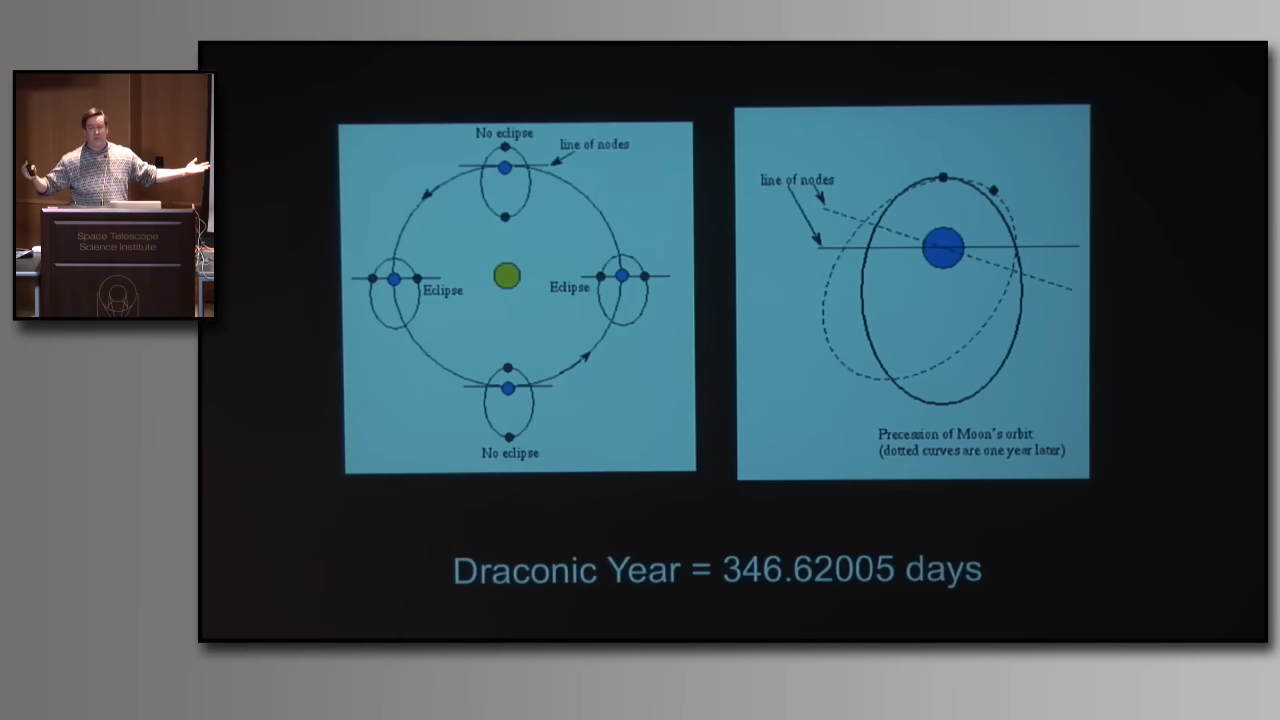 Space Telescope
Science Institute
No eclipse
line of nodes
Eclipse
Eclipse
No eclipse
line of nodes
Precession of Moon's orbit
(dotted curves are one year later)
Draconic Year = 346.62005 days